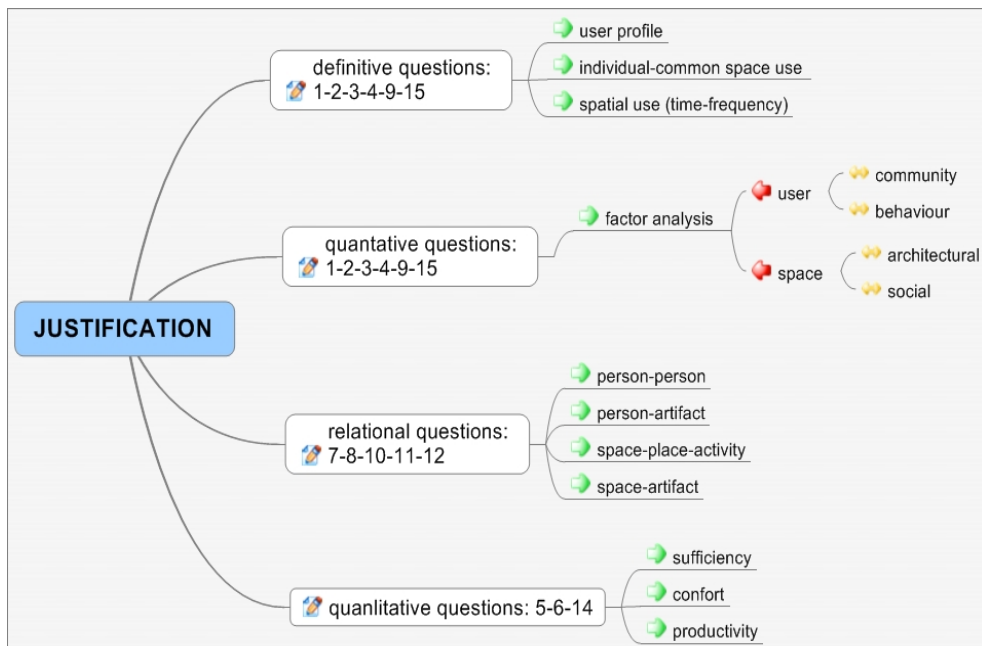 JUSTIFICATION
definitive questions:
1-2-3-4-9-15
user profile
individual-common space use
spatial use (time-frequency)
quantative questions:
1-2-3-4-9-15
factor analysis
user
community
behaviour
space
architectural
social
relational questions:
7-8-10-11-12
person-person
person-artifact
space-place-activity
space-artifact
quanlitative questions: 5-6-14
sufficiency
confort
productivity